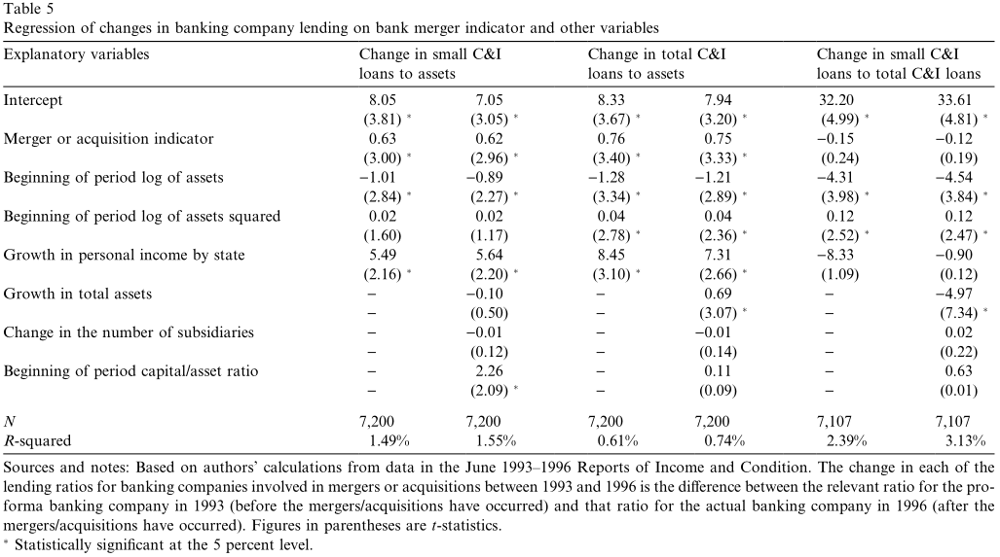 Table 5
Regression of changes in banking company lending on bank merger indicator and other variables
Explanatory variables Change in small C&I Change in total C&I Change in small C&I
loans to assets loans to assets loans to total C&I loans
Intercept 8.05 7.05 8.33 7.94 32.20 33.61
(3.81) * (3.05) * (3.67) * (3.20) * (4.99) * (4.81) *
Merger or acquisition indicator 0.63 0.62 0.76 0.75 −0.15 −0.12
(3.00) * (2.96) * (3.40) * (3.33) * (0.24) (0.19)
Beginning of period log of assets −1.01 −0.89 −1.28 −1.21 −4.31 −4.54
(2.84) * (2.27) * (3.34) * (2.89) * (3.98) * (3.84) *
Beginning of period log of assets squared 0.02 0.02 0.04 0.04 0.12 0.12
(1.60) (1.17) (2.78) * (2.36) * (2.52) * (2.47) *
Growth in personal income by state 5.49 5.64 8.45 7.31 −8.33 −0.90
(2.16) * (2.20) * (3.10) * (2.66) * (1.09) (0.12)
Growth in total assets − −0.10 − 0.69 − −4.97
− (0.50) − (3.07) * − (7.34) *
Change in the number of subsidiaries − −0.01 − −0.01 − 0.02
− (0.12) − (0.14) − (0.22)
Beginning of period capital/asset ratio − 2.26 − 0.11 − 0.63
− (2.09) * − (0.09) − (0.01)
N 7,200 7,200 7,200 7,200 7,107 7,107
R-squared 1.49% 1.55% 0.61% 0.74% 2.39% 3.13%
Sources and notes: Based on authors' calculations from data in the June 1993–1996 Reports of Income and Condition. The change in each of the
lending ratios for banking companies involved in mergers or acquisitions between 1993 and 1996 is the difference between the relevant ratio for the pro-
forma banking company in 1993 (before the mergers/acquisitions have occurred) and that ratio for the actual banking company in 1996 (after the
mergers/acquisitions have occurred). Figures in parentheses are t-statistics.
* Statistically significant at the 5 percent level.